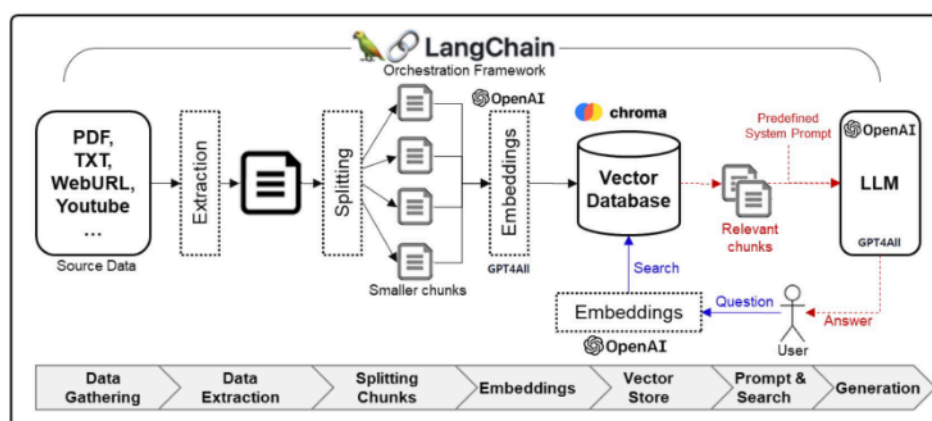 LangChain
Orchestration Framework
PDF,
TXT,
WebURL,
Youtube
...
Source Data
Extraction
Splitting
Smaller chunks
OpenAI
Embeddings
GPT4All
chroma
Vector
Database
Search
Embeddings
OpenAI
Relevant
chunks
Predefined
System Prompt
OpenAI
LLM
GPT4All
Question
User
Answer
Data
Gathering
Data
Extraction
Splitting
Chunks
Embeddings
Vector
Store
Prompt &
Search
Generation